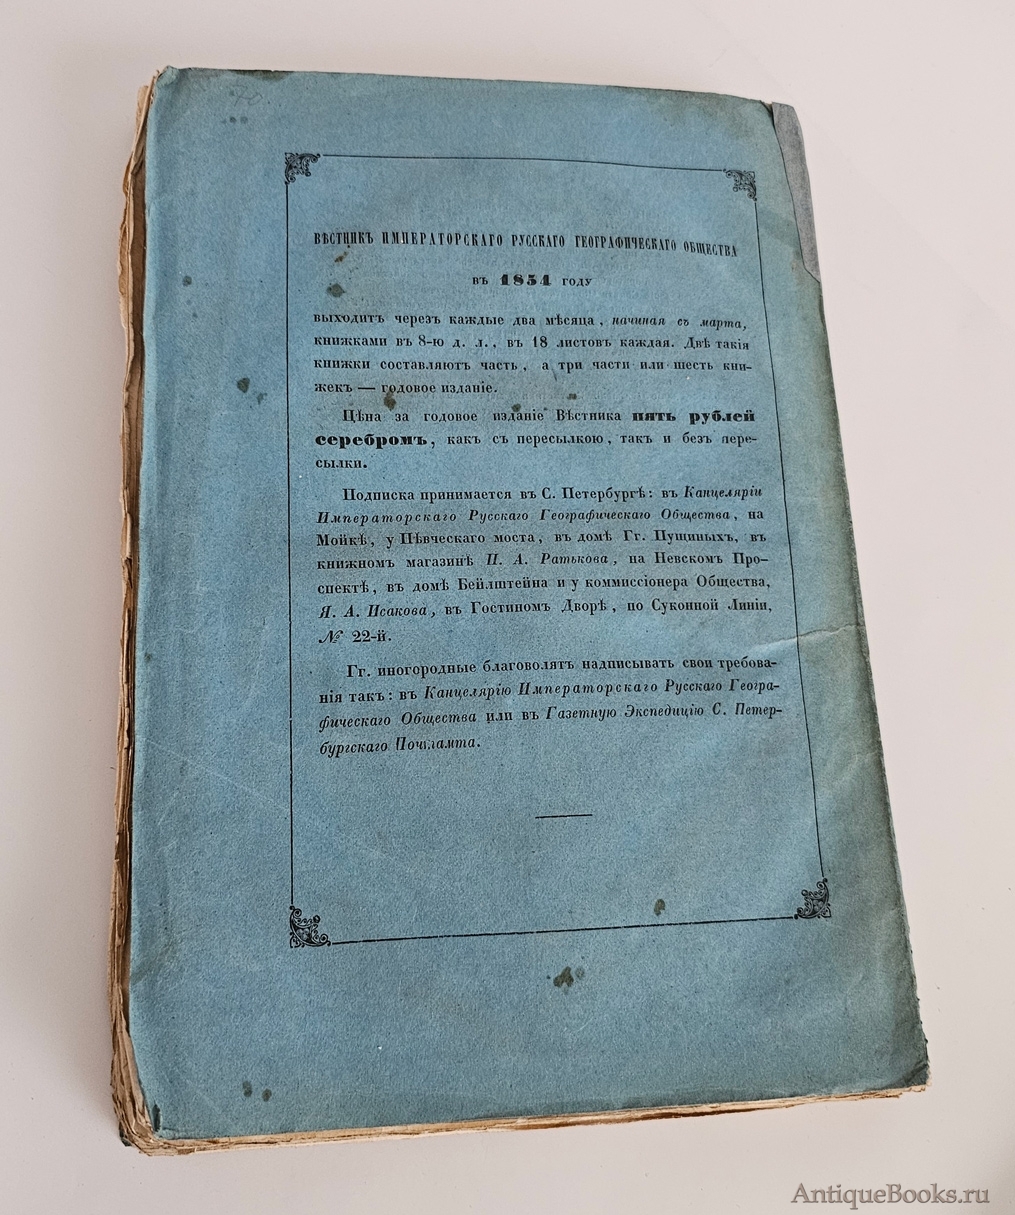 ВѢСТНИКЪ ИМПЕРАТОРСКАГО РУССКАГО ГЕОГРАФИЧЕСКАГО ОБЩЕСТВА
въ 1854 году
выходитъ черезъ каждые два мѣсяца, начиная съ марта,
книжками въ 8-ю д. л., въ 18 листовъ каждая. Двѣ такія
книжки составляютъ часть, а три части или шесть кни-
жекъ — годовое изданіе.
Цѣна за годовое изданіе Вѣстника пять рублей
серебромъ, какъ съ пересылкою, такъ и безъ пере-
сылки.
Подписка принимается въ С. Петербургѣ: въ Канцеляріи
Императорскаго Русскаго Географическаго Общества, на
Мойкѣ, у Пѣвческаго моста, въ домѣ Гг. Пущиныхъ, въ
книжномъ магазинѣ П. А. Ратькова, на Невскомъ Про-
спектѣ, въ домѣ Бейлштейна и у коммиссіонера Общества,
Я. А. Исакова, въ Гостиномъ Дворѣ, по Суконной Линіи,
№ 22-й.
Гг. иногородные благоволятъ надписывать свои требова-
нія такъ: въ Канцелярію Императорскаго Русскаго Геогра-
фическаго Общества или въ Газетную Экспедицію С. Петер-
бургскаго Почтамта.
AntiqueBooks.ru